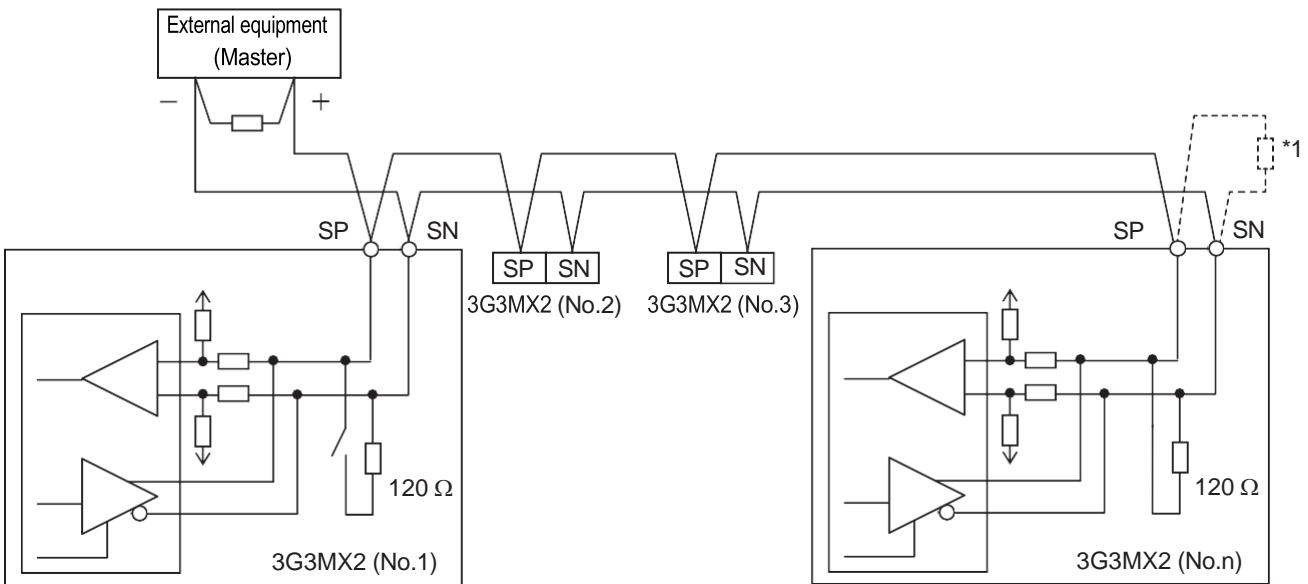 External equipment
(Master)
− +
*1
SP SN
SP SN
SP SN
SP SN
3G3MX2 (No.2)
3G3MX2 (No.3)
120 Ω
120 Ω
3G3MX2 (No.1)
3G3MX2 (No.n)